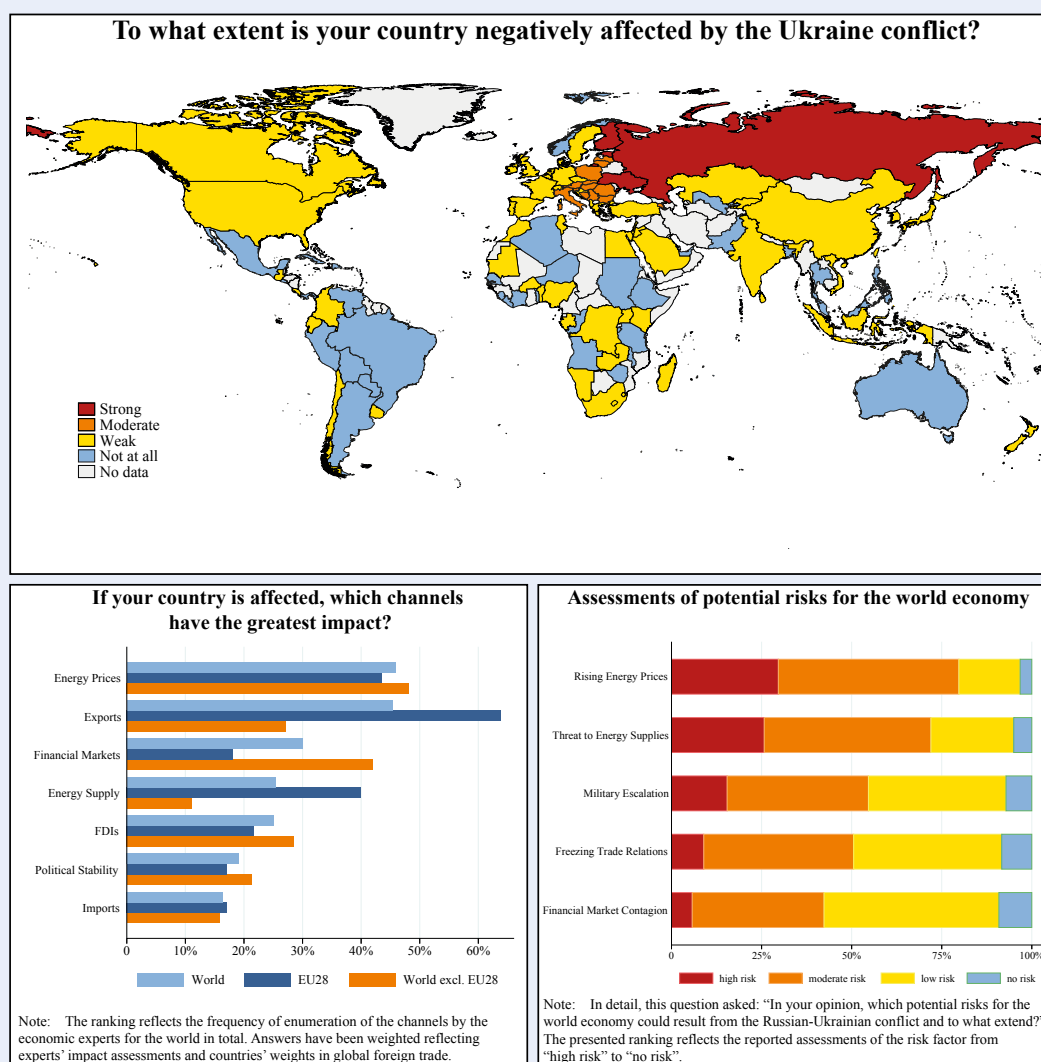 To what extent is your country negatively affected by the Ukraine conflict?
Strong
Moderate
Weak
Not at all
No data
If your country is affected, which channels
have the greatest impact?
Energy Prices
Exports
Financial Markets
Energy Supply
FDIs
Political Stability
Imports
0 10% 20% 30% 40% 50% 60%
World EU28 World excl. EU28
Note: The ranking reflects the frequency of enumeration of the channels by the
economic experts for the world in total. Answers have been weighted reflecting
experts' impact assessments and countries' weights in global foreign trade.
Assessments of potential risks for the world economy
Rising Energy Prices
Threat to Energy Supplies
Military Escalation
Freezing Trade Relations
Financial Market Contagion
0 25% 50% 75% 100%
high risk moderate risk low risk no risk
Note: In detail, this question asked: “In your opinion, which potential risks for the
world economy could result from the Russian-Ukrainian conflict and to what extend?”
The presented ranking reflects the reported assessments of the risk factor from
“high risk” to “no risk”.